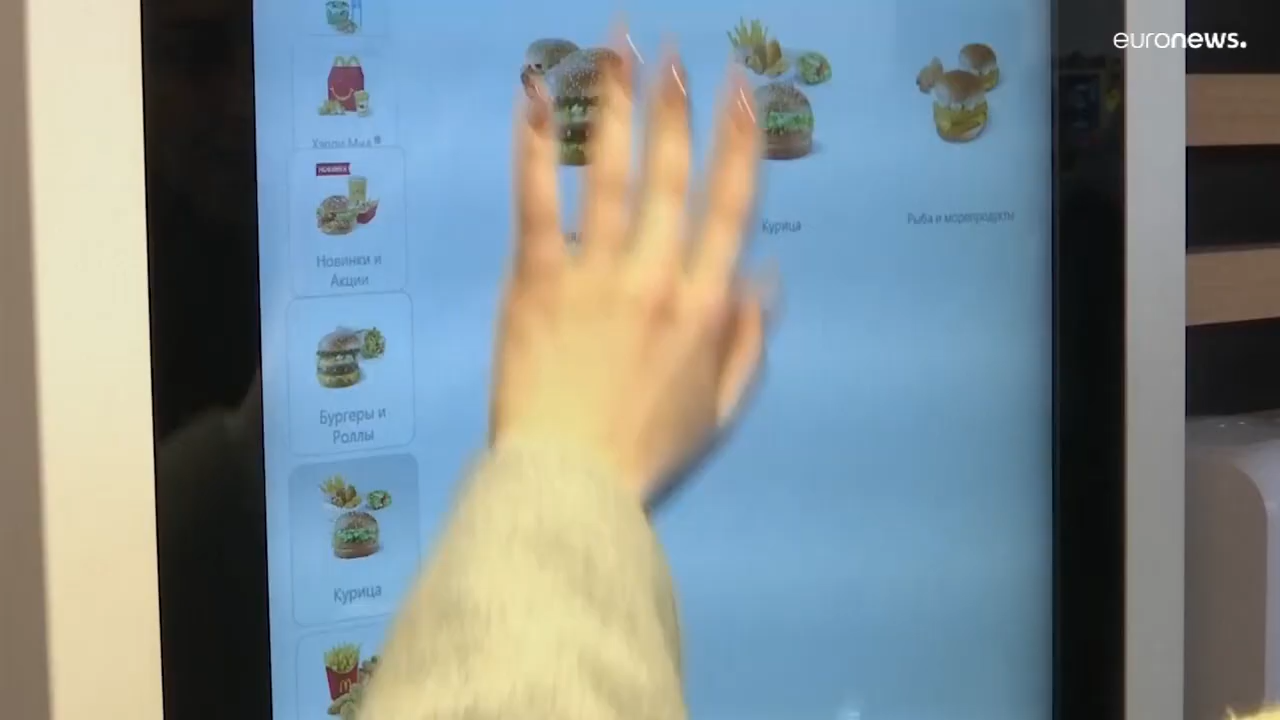 euronews.
Хэппи Мил®
НОВИНКА
Новинки и
Акции
Бургеры и
Роллы
Курица
Курица
Рыба и морепродукты